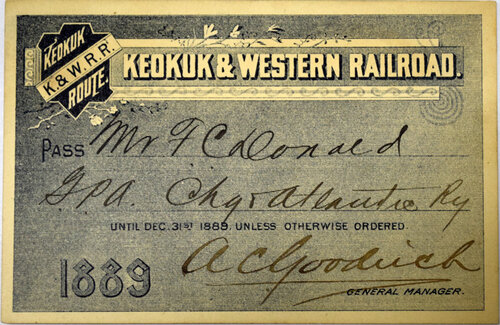 KEOKUK
K. & W. R. R.
ROUTE.
KEOKUK & WESTERN RAILROAD.
PASS Mr F C Donald
G.P.A. Chg & Atlantic Ry
UNTIL DEC. 31ST 1889. UNLESS OTHERWISE ORDERED.
1889
A C Goodrich
GENERAL MANAGER.